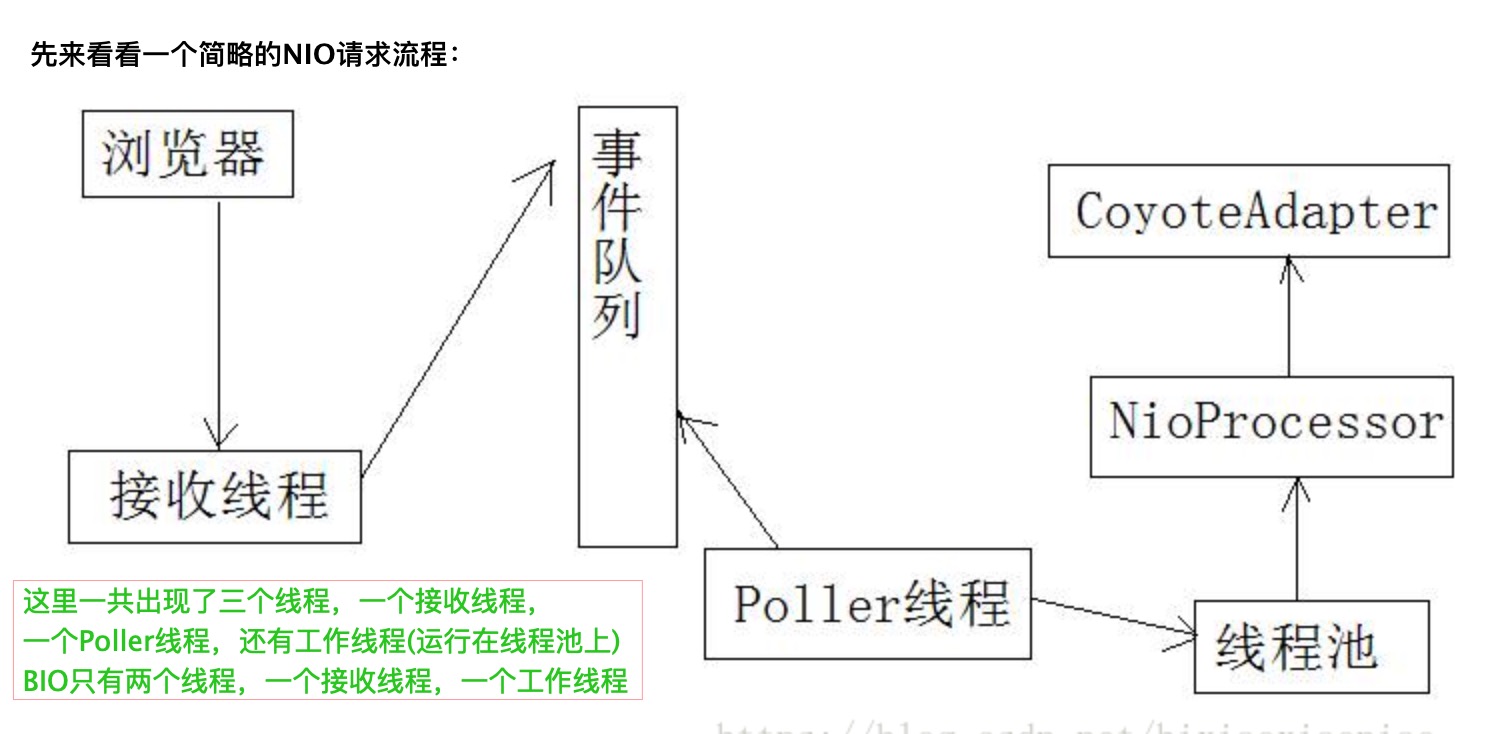 先来看看一个简略的NIO请求流程：
浏览器
事件队列
CoyoteAdapter
NioProcessor
接收线程
Poller线程
线程池
这里一共出现了三个线程，一个接收线程，
一个Poller线程，还有工作线程(运行在线程池上)
BIO只有两个线程，一个接收线程，一个工作线程